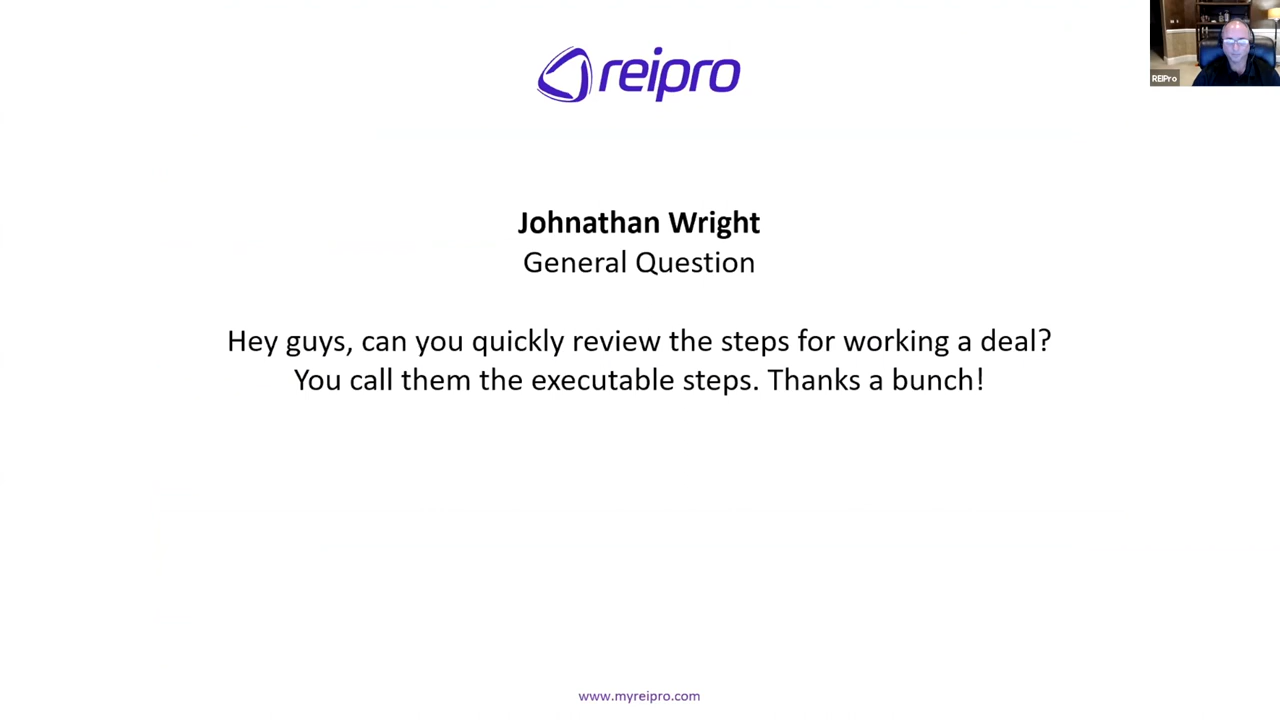 reipro
REIPro
Johnathan Wright
General Question
Hey guys, can you quickly review the steps for working a deal?
You call them the executable steps. Thanks a bunch!
www.myreipro.com